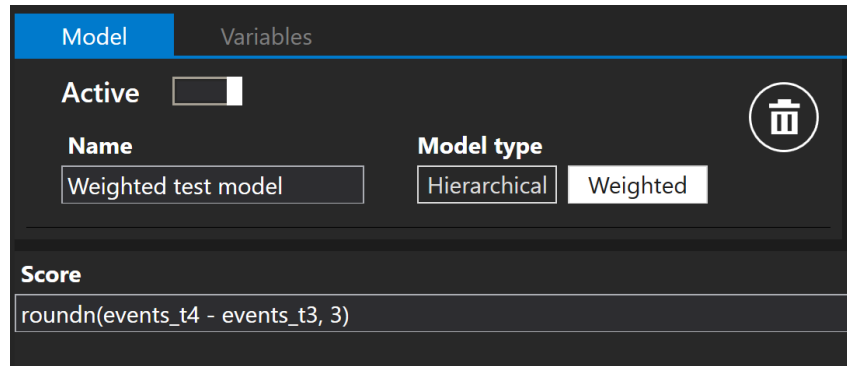 Model Variables
Active
Name Model type
Weighted test model Hierarchical Weighted
Score
roundn(events_t4 - events_t3, 3)